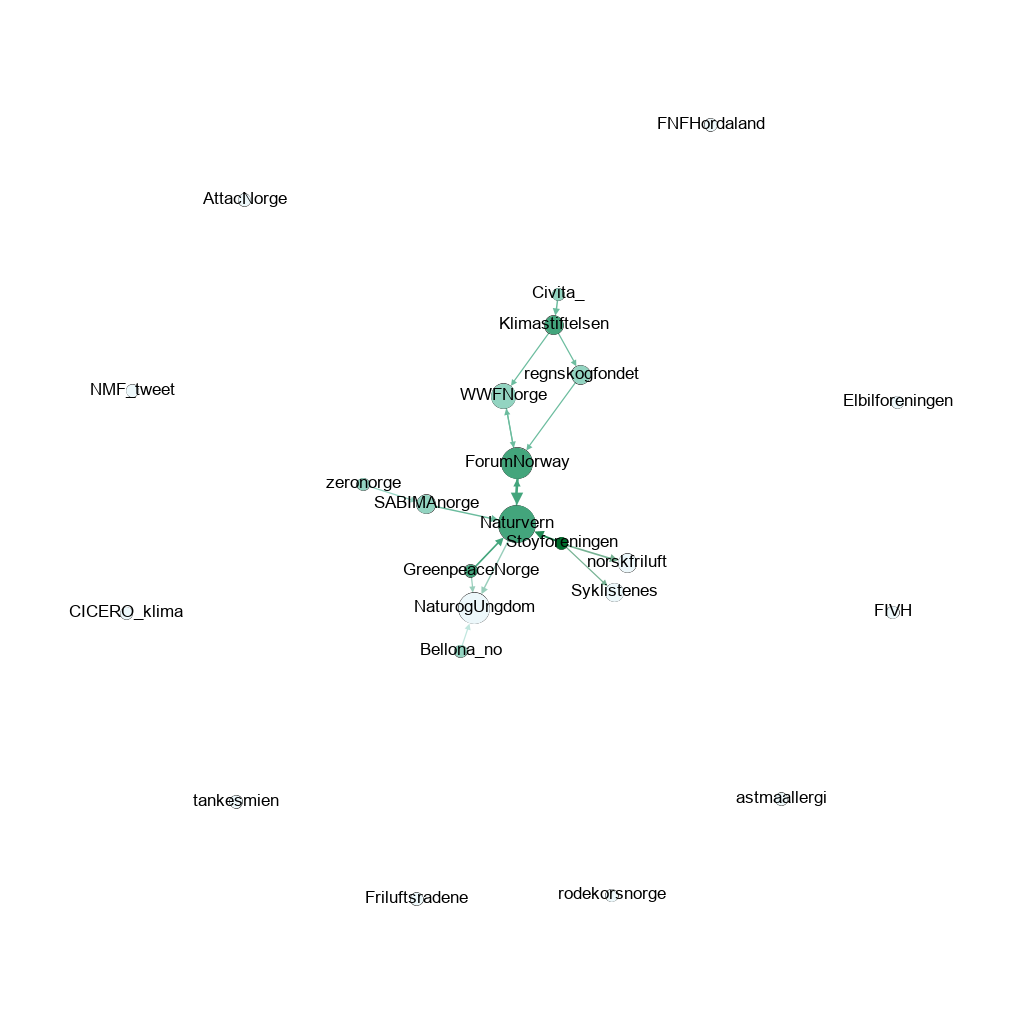 FNFHordaland
AttacNorge
Civita_
Klimastiftelsen
regnskogfondet
NMF_tweet
WWFNorge
Elbilforeningen
ForumNorway
zeronorge
SABIMAnorge
Naturvern
Stoyforeningen
norskfriluft
GreenpeaceNorge
Syklistenes
NaturogUngdom
CICERO_klima
FIVH
Bellona_no
tankesmien
astmaallergi
Friluftsradene
rodekorsnorge